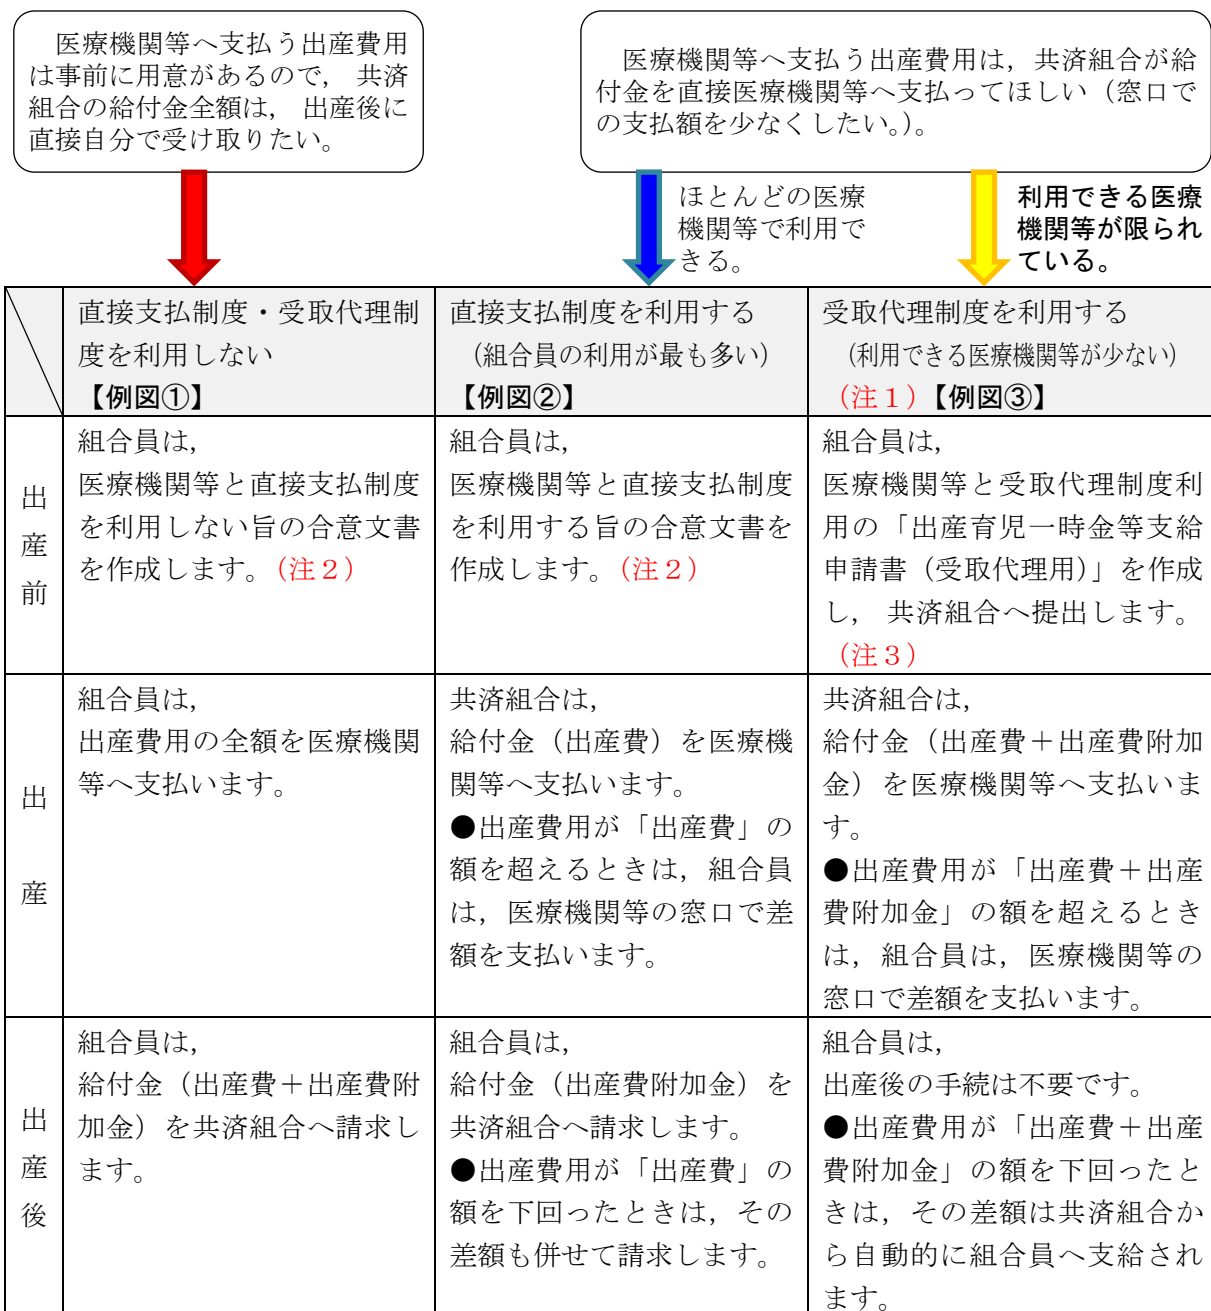 医療機関等へ支払う出産費用
は事前に用意があるので， 共済
組合の給付金全額は， 出産後に
直接自分で受け取りたい。
医療機関等へ支払う出産費用は，共済組合が給
付金を直接医療機関等へ支払ってほしい（窓口で
の支払額を少なくしたい。）。
ほとんどの医療
機関等で利用で
きる。
利用できる医療
機関等が限られ
ている。
直接支払制度・受取代理制
度を利用しない
【例図①】
直接支払制度を利用する
（組合員の利用が最も多い）
【例図②】
受取代理制度を利用する
（利用できる医療機関等が少ない）
（注１）【例図③】
出産前
組合員は，
医療機関等と直接支払制度
を利用しない旨の合意文書
を作成します。（注２）
組合員は，
医療機関等と直接支払制度
を利用する旨の合意文書を
作成します。（注２）
組合員は，
医療機関等と受取代理制度利
用の「出産育児一時金等支給
申請書（受取代理用）」を作成
し， 共済組合へ提出します。
（注３）
出産
組合員は，
出産費用の全額を医療機関
等へ支払います。
共済組合は，
給付金（出産費）を医療機
関等へ支払います。
●出産費用が「出産費」の
額を超えるときは，組合員
は，医療機関等の窓口で差
額を支払います。
共済組合は，
給付金（出産費＋出産費附加
金）を医療機関等へ支払いま
す。
●出産費用が「出産費＋出産
費附加金」の額を超えるとき
は，組合員は，医療機関等の
窓口で差額を支払います。
出産後
組合員は，
給付金（出産費＋出産費附
加金）を共済組合へ請求し
ます。
組合員は，
給付金（出産費附加金）を
共済組合へ請求します。
●出産費用が「出産費」の
額を下回ったときは，その
差額も併せて請求します。
組合員は，
出産後の手続は不要です。
●出産費用が「出産費＋出産
費附加金」の額を下回ったと
きは，その差額は共済組合か
ら自動的に組合員へ支給され
ます。